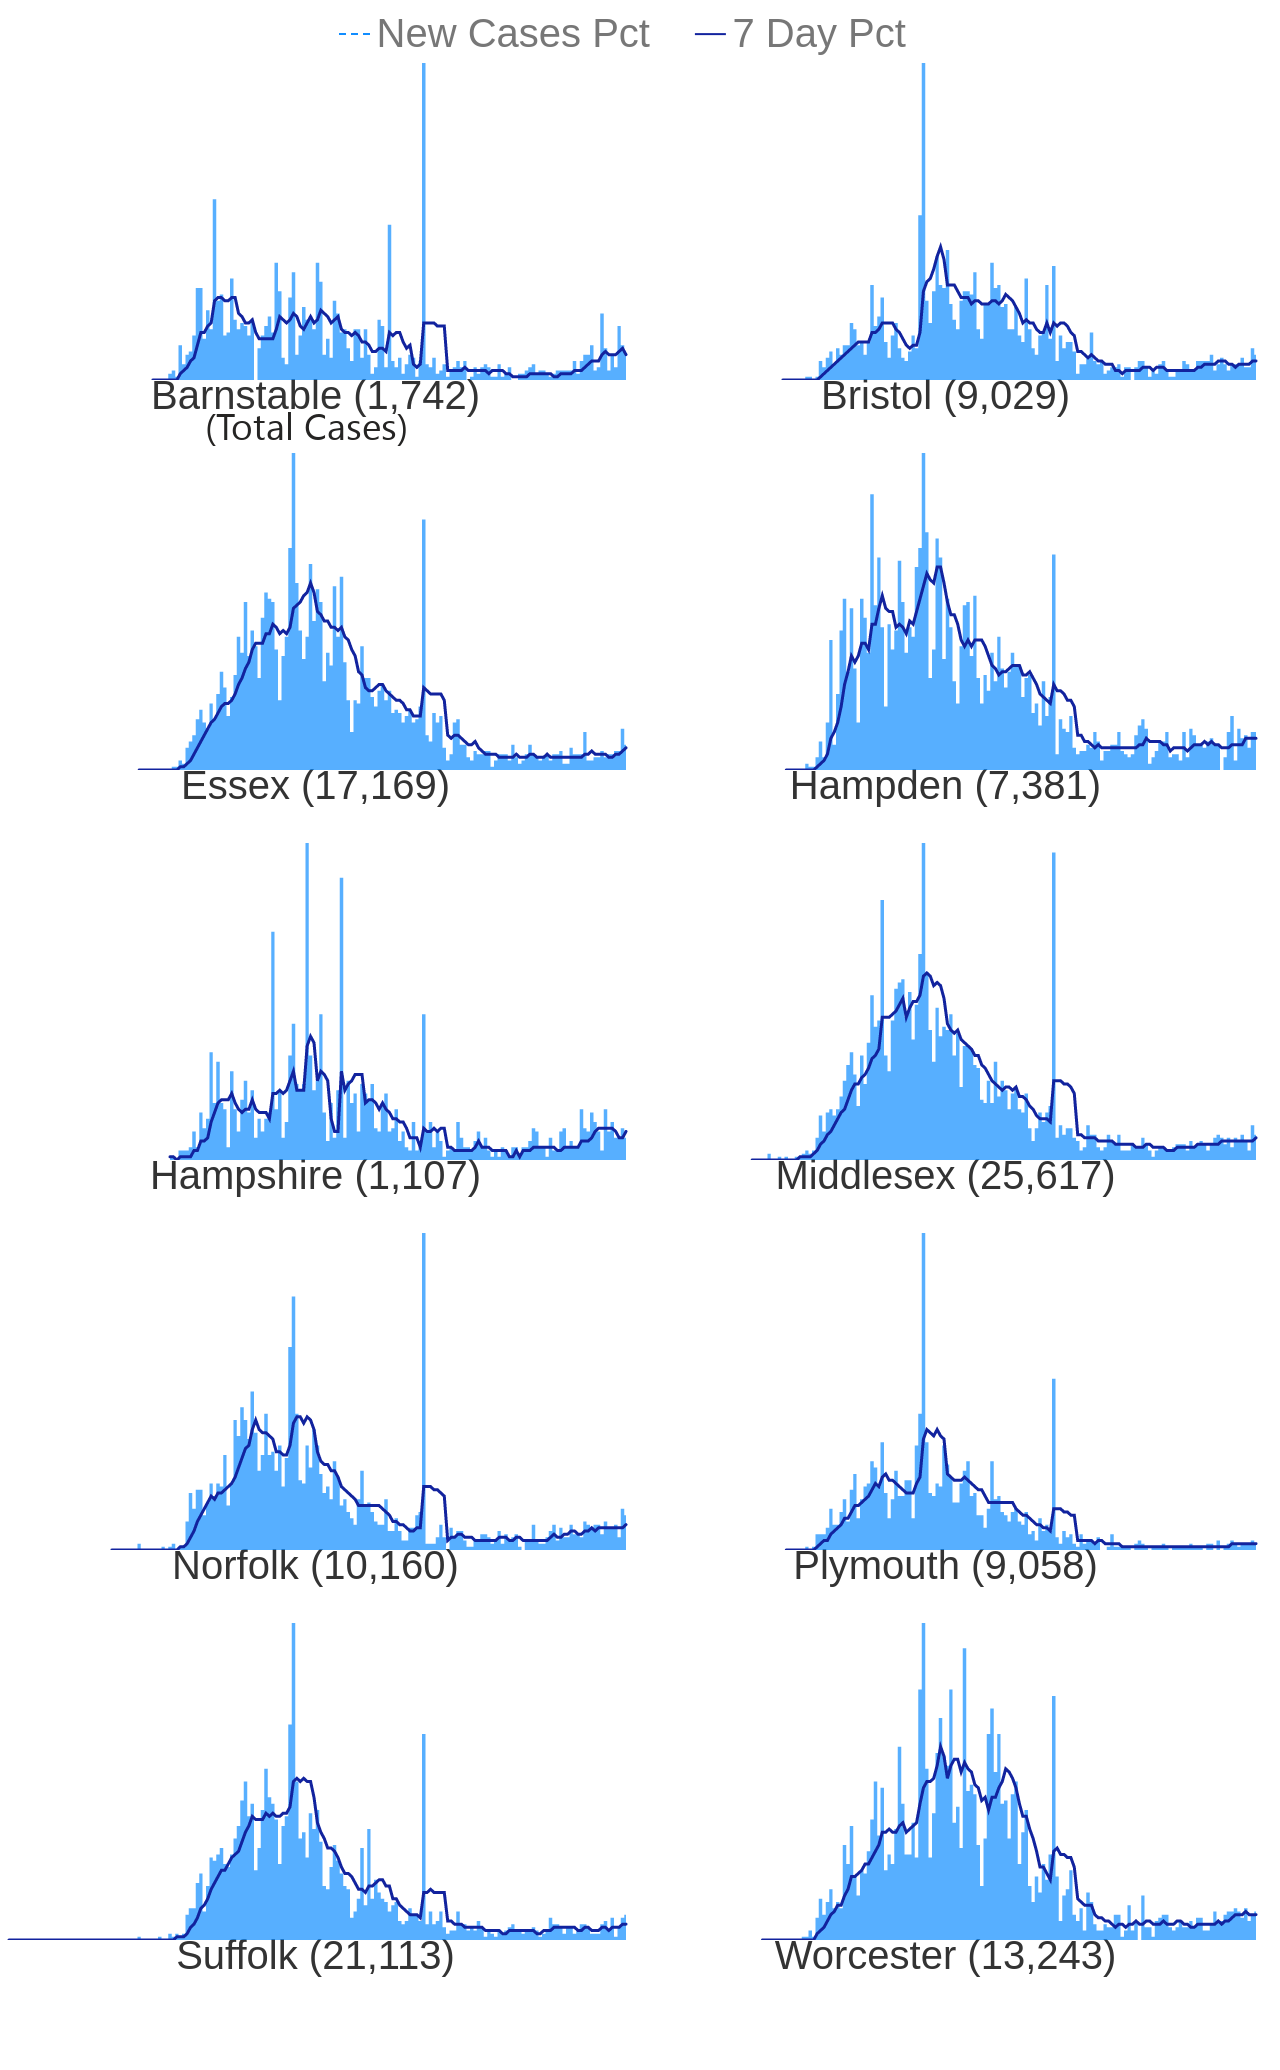 New Cases Pct 7 Day Pct
Barnstable (1,742) Bristol (9,029)
(Total Cases)
Essex (17,169) Hampden (7,381)
Hampshire (1,107) Middlesex (25,617)
Norfolk (10,160) Plymouth (9,058)
Suffolk (21,113) Worcester (13,243)